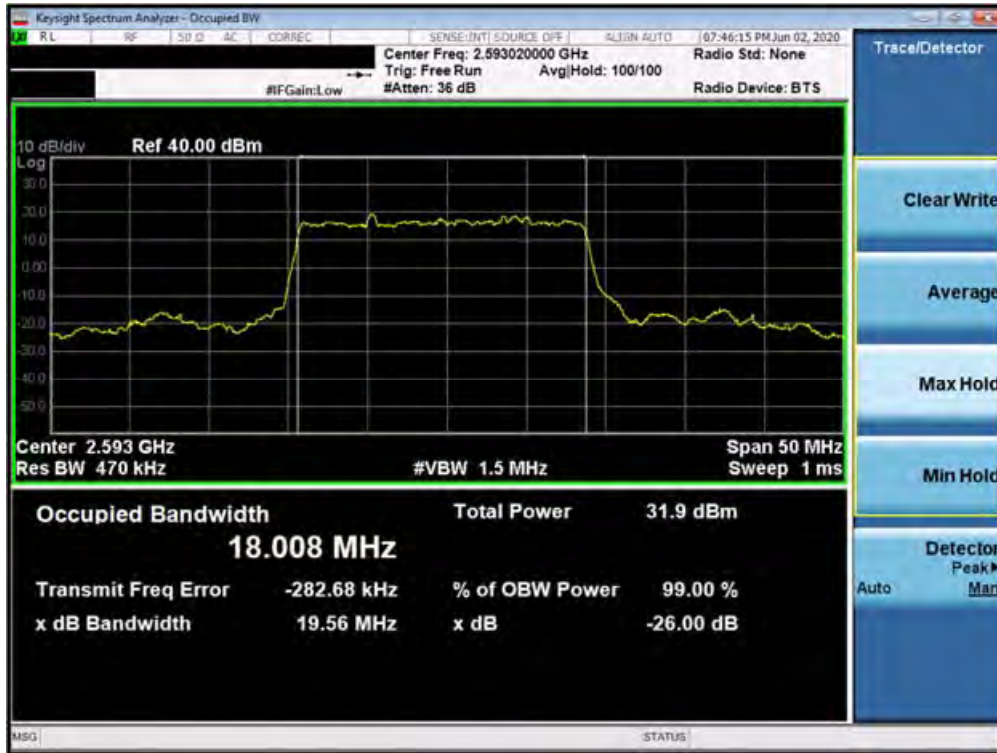 Keysight Spectrum Analyzer - Occupied BW
RL RF 50 Ω AC CORREC SENSE:INT SOURCE OFF ALIGN AUTO 07:46:15 PM Jun 02, 2020
Center Freq: 2.593020000 GHz Radio Std: None
Trig: Free Run Avg|Hold: 100/100
#IFGain:Low #Atten: 36 dB Radio Device: BTS
Trace/Detector
10 dB/div Ref 40.00 dBm
Log
30.0
20.0
10.0
0.00
-10.0
-20.0
-30.0
-40.0
-50.0
Center 2.593 GHz Span 50 MHz
Res BW 470 kHz #VBW 1.5 MHz Sweep 1 ms
Occupied Bandwidth Total Power 31.9 dBm
18.008 MHz
Transmit Freq Error -282.68 kHz % of OBW Power 99.00 %
x dB Bandwidth 19.56 MHz x dB -26.00 dB
Clear Write
Average
Max Hold
Min Hold
Detector
Peak
Auto Man
MSG STATUS